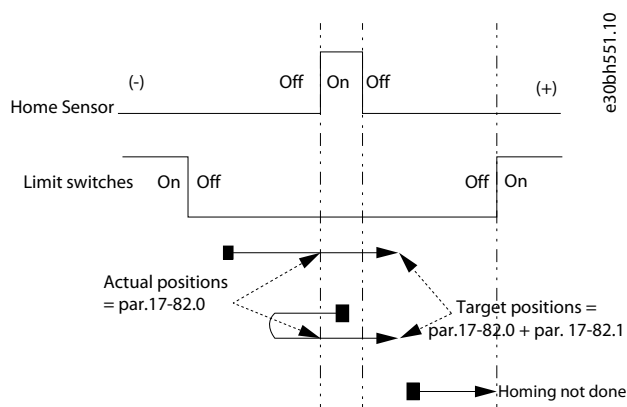 e30bh551.10
(-)
Off On Off
(+)
Home Sensor
Limit switches On Off Off On
Actual positions
= par.17-82.0
Target positions =
par.17-82.0 + par. 17-82.1
Homing not done